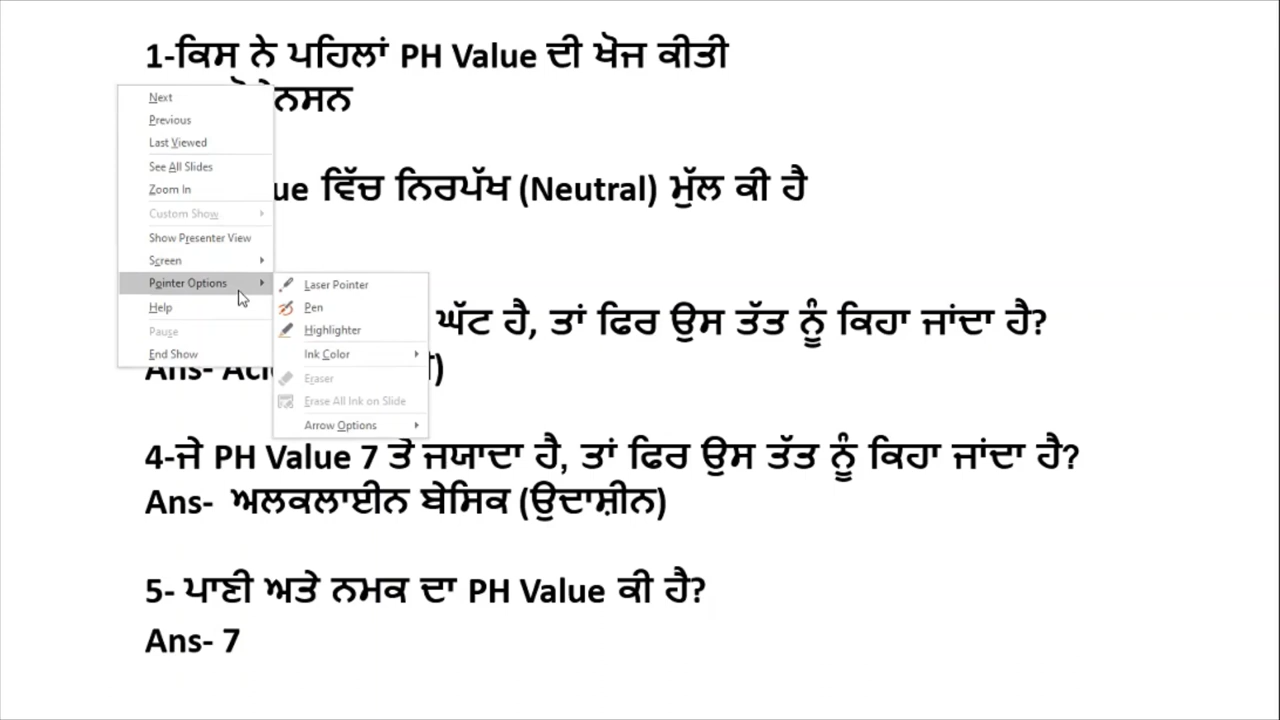 1-ਕਿਸ ਨੇ ਪਹਿਲਾਂ PH Value ਦੀ ਖੋਜ ਕੀਤੀ
ਵਿੱਚ ਨਿਰਪੱਖ (Neutral) ਮੁੱਲ ਕੀ ਹੈ
ਘੱਟ ਹੈ, ਤਾਂ ਫਿਰ ਉਸ ਤੱਤ ਨੂੰ ਕਿਹਾ ਜਾਂਦਾ ਹੈ?
Ans-
4-ਜੇ PH Value 7 ਤੋਂ ਜਯਾਦਾ ਹੈ, ਤਾਂ ਫਿਰ ਉਸ ਤੱਤ ਨੂੰ ਕਿਹਾ ਜਾਂਦਾ ਹੈ?
Ans- ਅਲਕਲਾਈਨ ਬੇਸਿਕ (ਉਦਾਸ਼ੀਨ)
5- ਪਾਣੀ ਅਤੇ ਨਮਕ ਦਾ PH Value ਕੀ ਹੈ?
Ans- 7
Next
Previous
Last Viewed
See All Slides
Zoom In
Custom Show
Show Presenter View
Screen
Pointer Options
Help
Pause
End Show
Laser Pointer
Pen
Highlighter
Ink Color
Eraser
Erase All Ink on Slide
Arrow Options